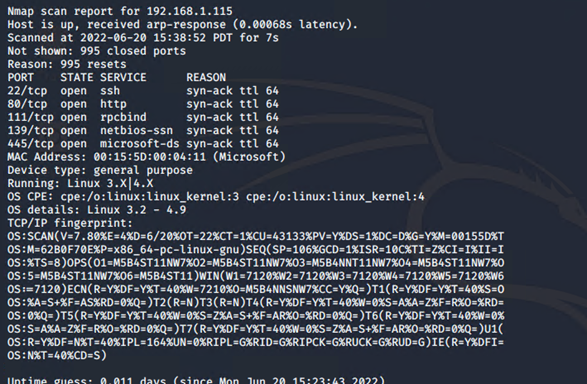 Nmap scan report for 192.168.1.115
Host is up, received arp-response (0.00068s latency).
Scanned at 2022-06-20 15:38:52 PDT for 7s
Not shown: 995 closed ports
Reason: 995 resets
PORT    STATE SERVICE      REASON
22/tcp  open  ssh          syn-ack ttl 64
80/tcp  open  http         syn-ack ttl 64
111/tcp open  rpcbind      syn-ack ttl 64
139/tcp open  netbios-ssn  syn-ack ttl 64
445/tcp open  microsoft-ds syn-ack ttl 64
MAC Address: 00:15:5D:00:04:11 (Microsoft)
Device type: general purpose
Running: Linux 3.X|4.X
OS CPE: cpe:/o:linux:linux_kernel:3 cpe:/o:linux:linux_kernel:4
OS details: Linux 3.2 - 4.9
TCP/IP fingerprint:
OS:SCAN(V=7.80%E=4%D=6/20%OT=22%CT=1%CU=43133%PV=Y%DS=1%DC=D%G=Y%M=00155D%T
OS:M=62B0F70E%P=x86_64-pc-linux-gnu)SEQ(SP=106%GCD=1%ISR=10C%TI=Z%CI=I%II=I
OS:%TS=8)OPS(O1=M5B4ST11NW7%O2=M5B4ST11NW7%O3=M5B4NNT11NW7%O4=M5B4ST11NW7%O
OS:5=M5B4ST11NW7%O6=M5B4ST11)WIN(W1=7120%W2=7120%W3=7120%W4=7120%W5=7120%W6
OS:=7120)ECN(R=Y%DF=Y%T=40%W=7210%O=M5B4NNSNW7%CC=Y%Q=)T1(R=Y%DF=Y%T=40%S=O
OS:%A=S+%F=AS%RD=0%Q=)T2(R=N)T3(R=N)T4(R=Y%DF=Y%T=40%W=0%S=A%A=Z%F=R%O=%RD=
OS:0%Q=)T5(R=Y%DF=Y%T=40%W=0%S=Z%A=S+%F=AR%O=%RD=0%Q=)T6(R=Y%DF=Y%T=40%W=0%
OS:S=A%A=Z%F=R%O=%RD=0%Q=)T7(R=Y%DF=Y%T=40%W=0%S=Z%A=S+%F=AR%O=%RD=0%Q=)U1(
OS:R=Y%DF=N%T=40%IPL=164%UN=0%RIPL=G%RID=G%RIPCK=G%RUCK=G%RUD=G)IE(R=Y%DFI=
OS:N%T=40%CD=S)
Uptime guess: 0.011 days (since Mon Jun 20 15:23:43 2022)